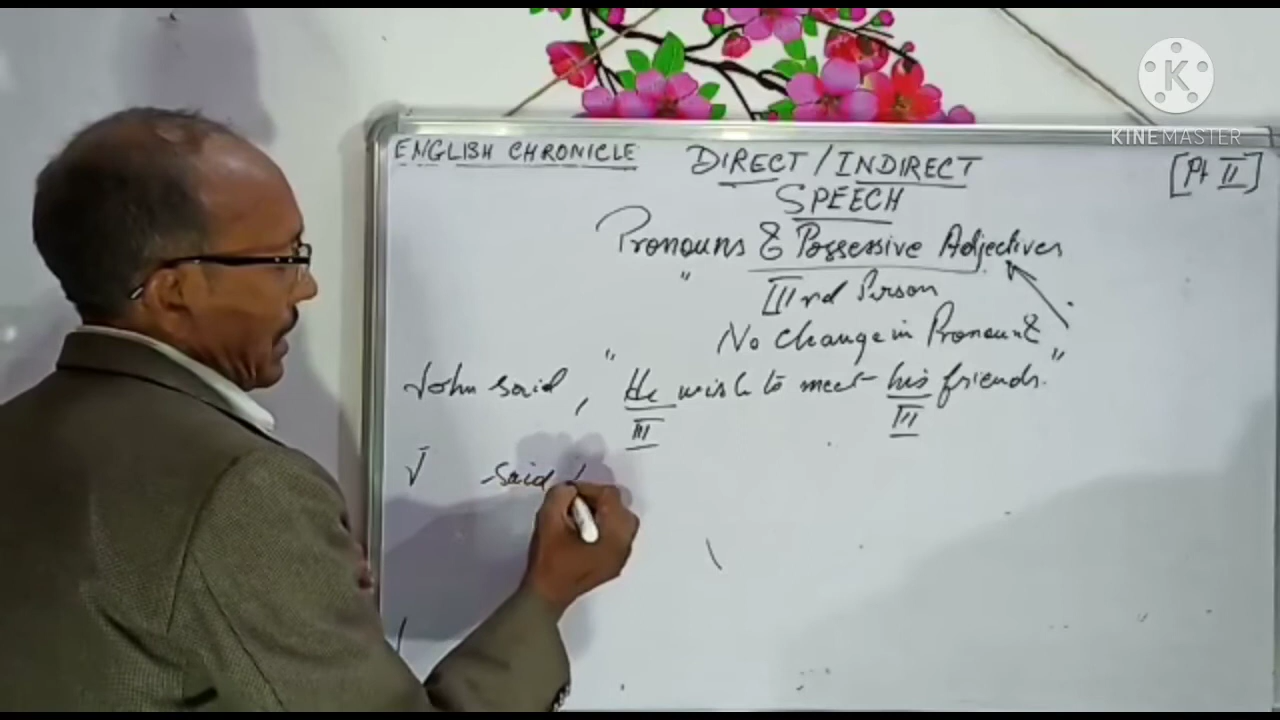 ENGLISH CHRONICLE DIRECT / INDIRECT [Pt II]
SPEECH
Pronouns & Possessive Adjectives
" IIIrd Person
No Change in Pronoun &
John said, "He wish to meet his friends."
III III
J said
K
KINEMASTER